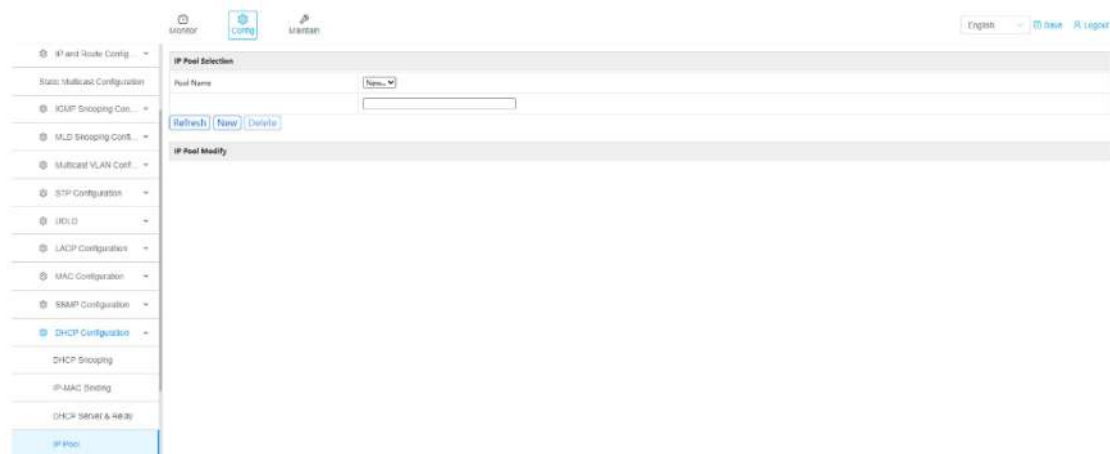 Monitor
Config
Maintain
English
Save
Logout
IP and Route Config...
Static Multicast Configuration
IGMP Snooping Con...
MLD Snooping Confi...
Multicast VLAN Conf...
STP Configuration
UDLD
LACP Configuration
MAC Configuration
SNMP Configuration
DHCP Configuration
DHCP Snooping
IP-MAC Binding
DHCP Server & Relay
IP Pool
IP Pool Selection
Pool Name
New...
Refresh New Delete
IP Pool Modify